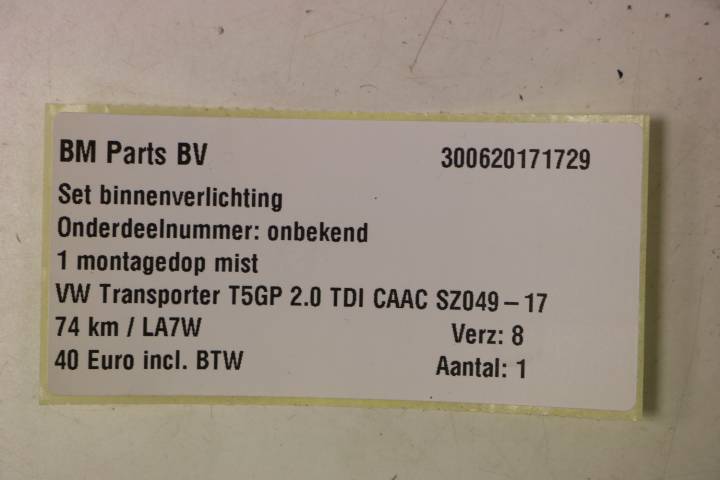 BM Parts BV 300620171729
Set binnenverlichting
Onderdeelnummer: onbekend
1 montagedop mist
VW Transporter T5GP 2.0 TDI CAAC SZ049 – 17
74 km / LA7W Verz: 8
40 Euro incl. BTW Aantal: 1